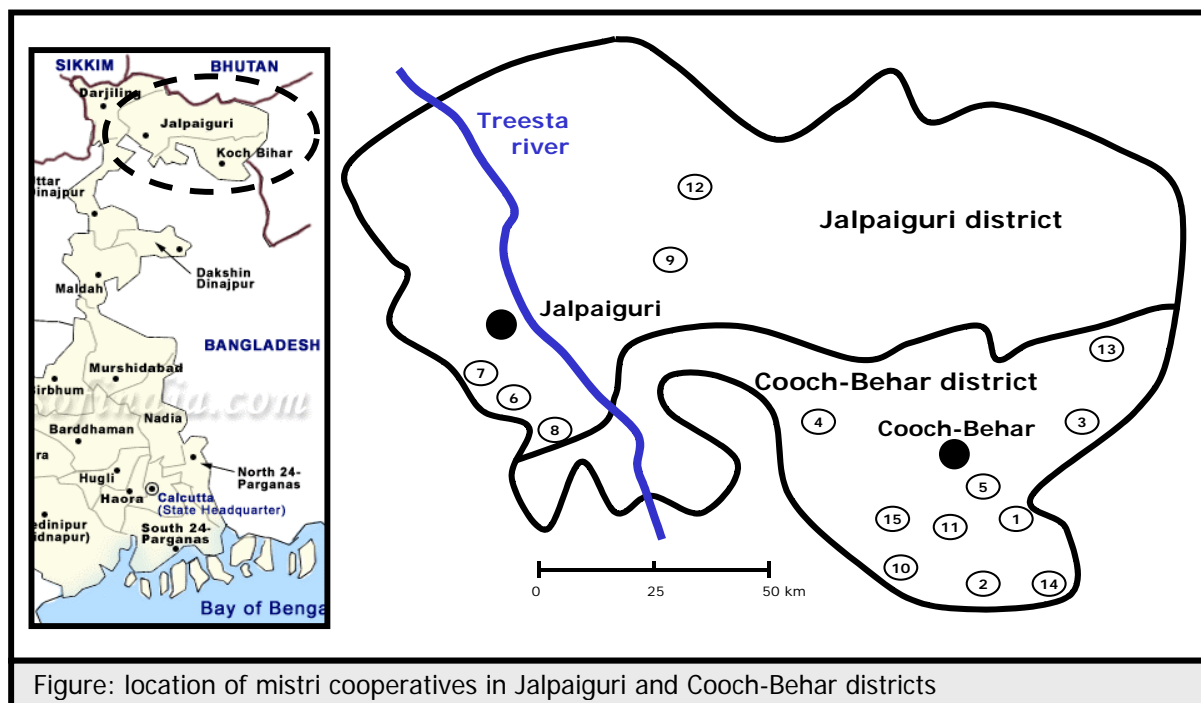 SIKKIM
BHUTAN
Darjiling
Jalpaiguri
Koch Bihar
Dinajpur
Dakshin
Dinajpur
Maldah
BANGLADESH
Murshidabad
Nadia
Barddhaman
North 24-
Parganas
Hugli
Haora
Calcutta
(State Headquarter)
South 24-
Parganas
Bay of Benga
Treesta
river
12
Jalpaiguri district
9
Jalpaiguri
13
7
Cooch-Behar district
6
4
3
8
Cooch-Behar
5
15
11
1
10
2
14
0
25
50 km
Figure: location of mistri cooperatives in Jalpaiguri and Cooch-Behar districts